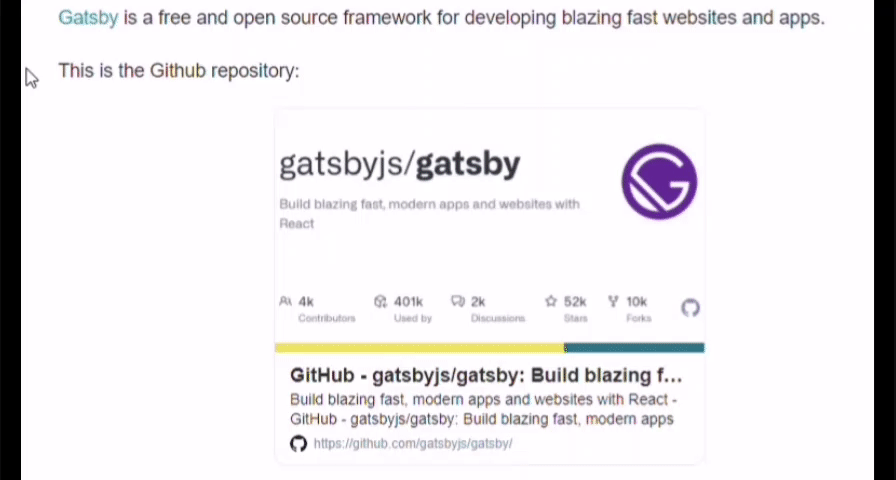 Gatsby is a free and open source framework for developing blazing fast websites and apps.
This is the Github repository:
gatsbyjs/gatsby
Build blazing fast, modern apps and websites with
React
4k 401k 2k 52k 10k
Contributors Used by Discussions Stars Forks
GitHub - gatsbyjs/gatsby: Build blazing f...
Build blazing fast, modern apps and websites with React -
GitHub - gatsbyjs/gatsby: Build blazing fast, modern apps
https://github.com/gatsbyjs/gatsby/